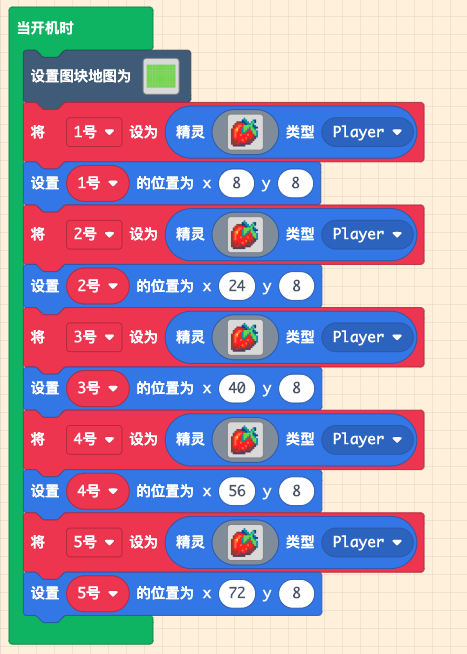 当开机时
设置图块地图为
将 1号 设为 精灵 类型 Player
设置 1号 的位置为 x 8 y 8
将 2号 设为 精灵 类型 Player
设置 2号 的位置为 x 24 y 8
将 3号 设为 精灵 类型 Player
设置 3号 的位置为 x 40 y 8
将 4号 设为 精灵 类型 Player
设置 4号 的位置为 x 56 y 8
将 5号 设为 精灵 类型 Player
设置 5号 的位置为 x 72 y 8